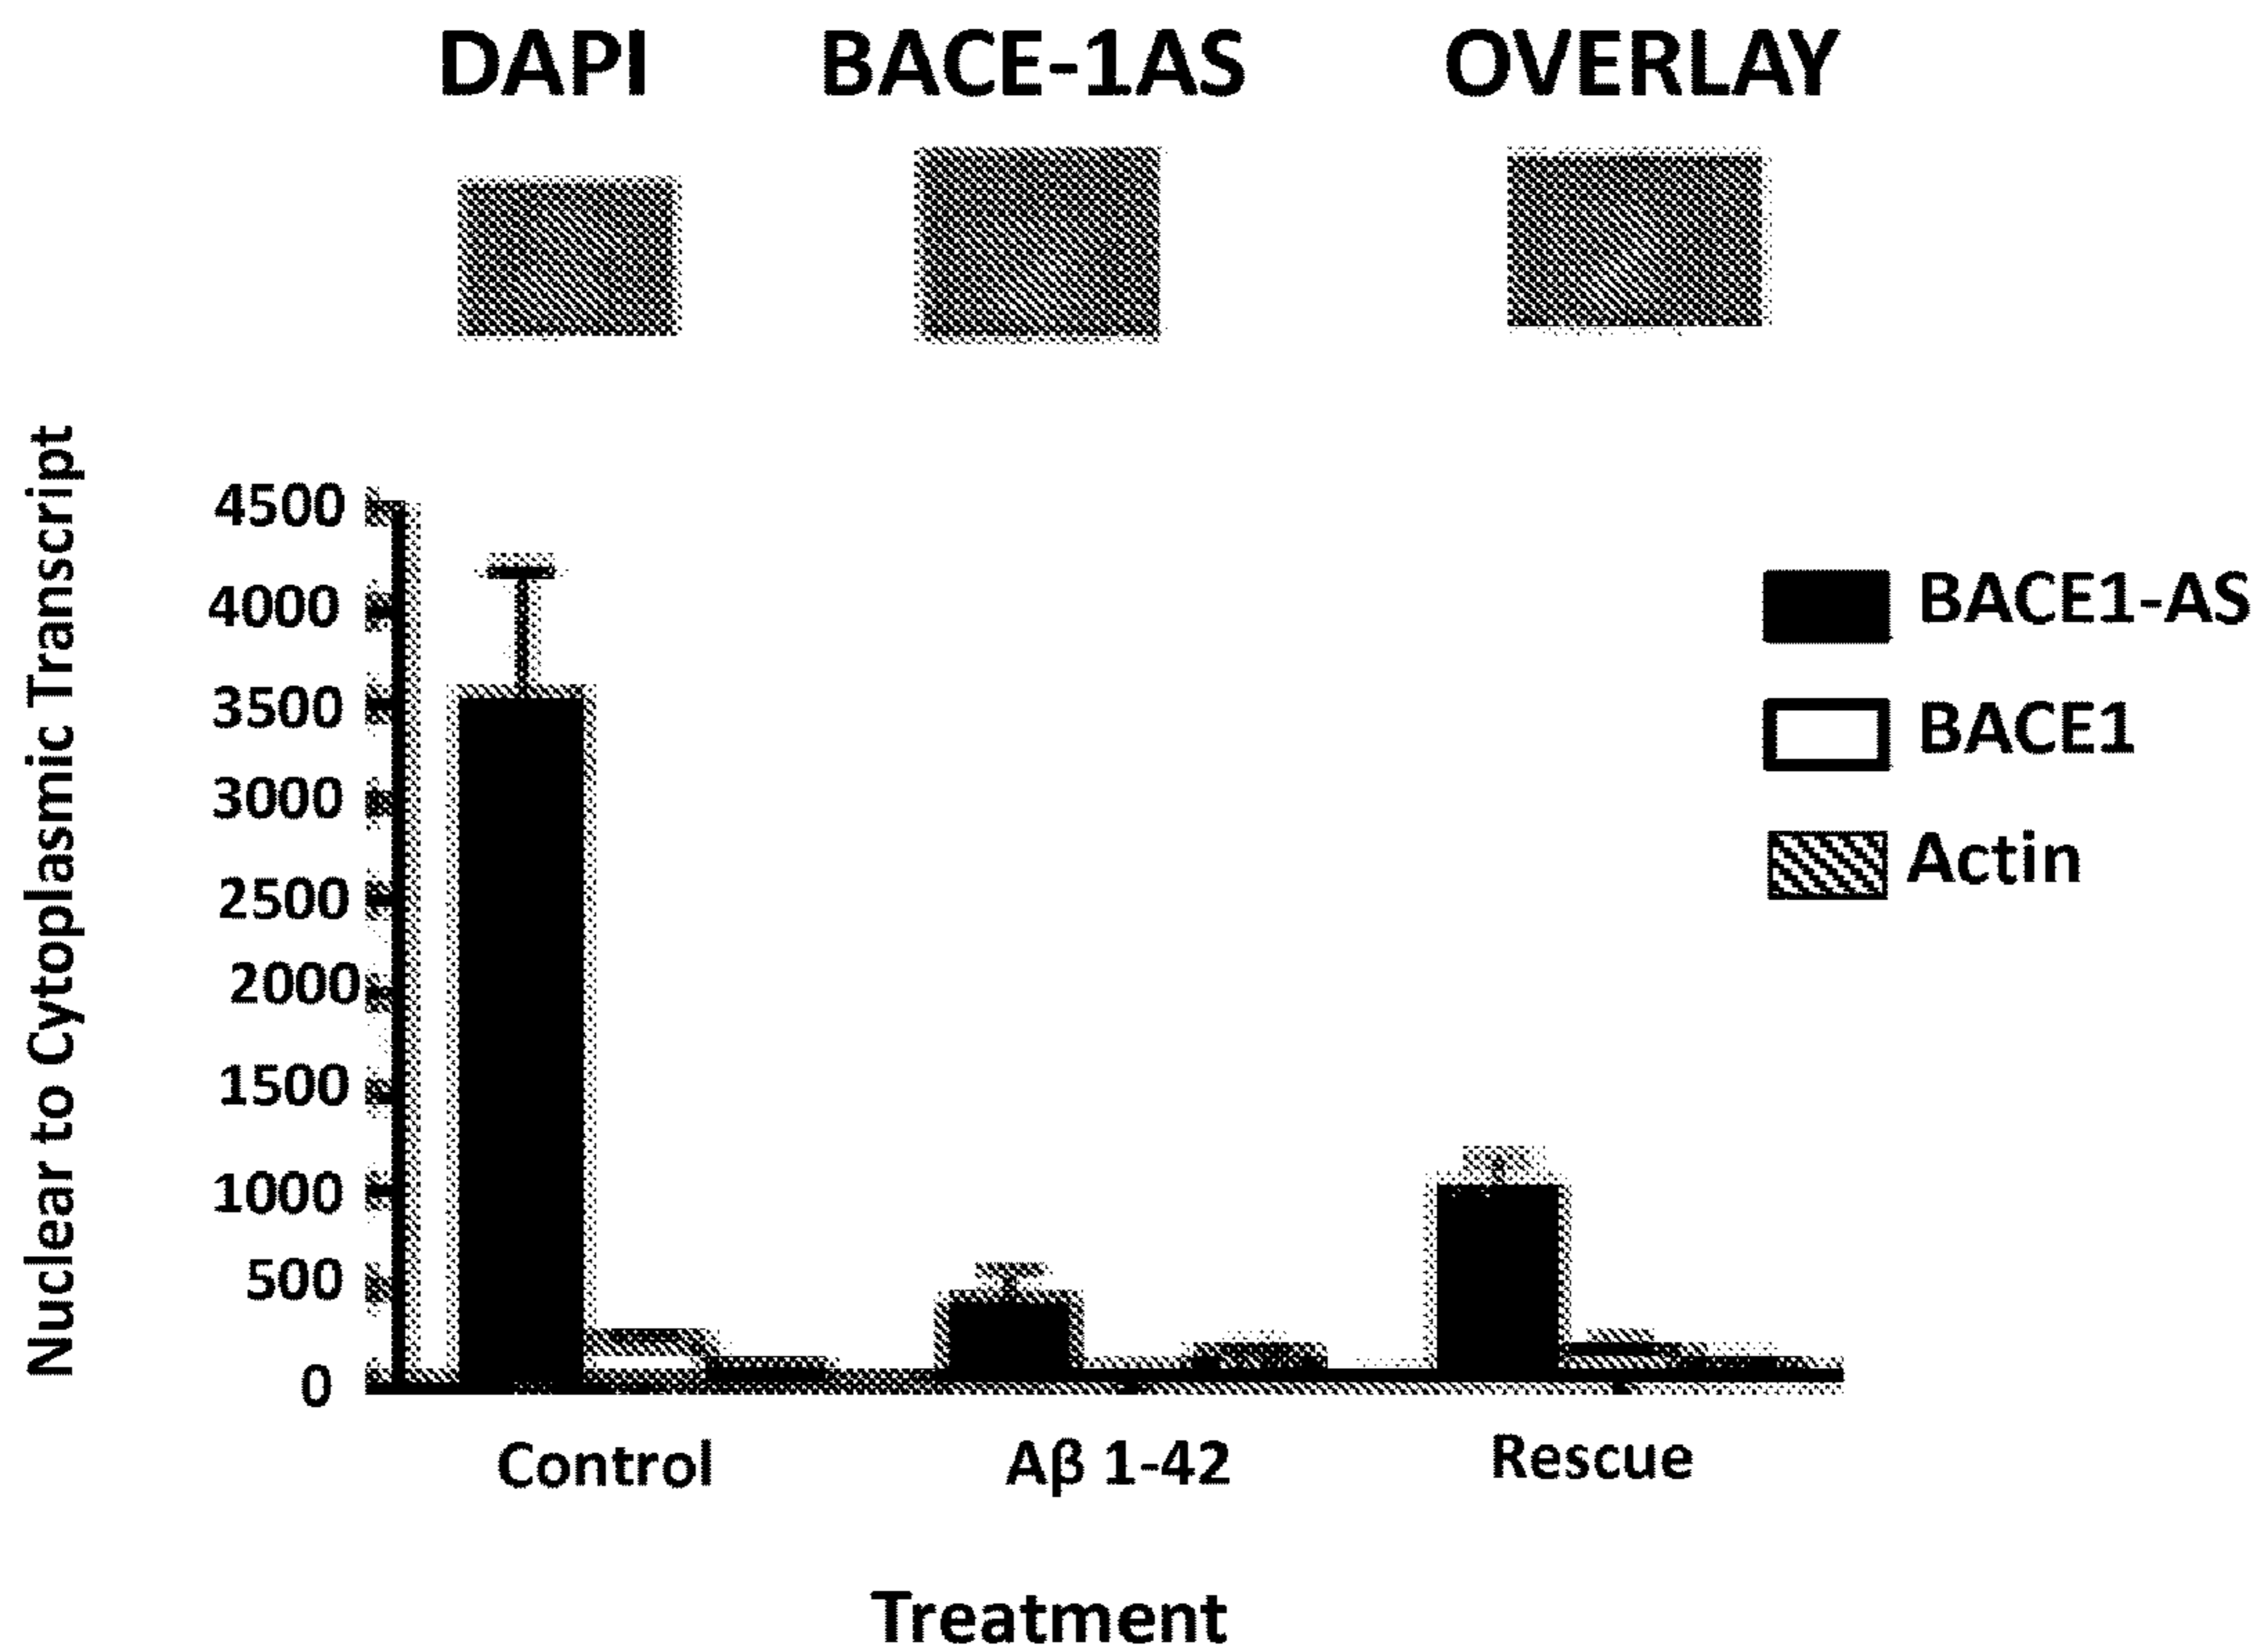 DAPI BACE-1AS OVERLAY
Nuclear to Cytoplasmic Transcript
4500
4000
3500
3000
2500
2000
1500
1000
500
0
BACE1-AS
BACE1
Actin
Control Aβ 1-42 Rescue
Treatment